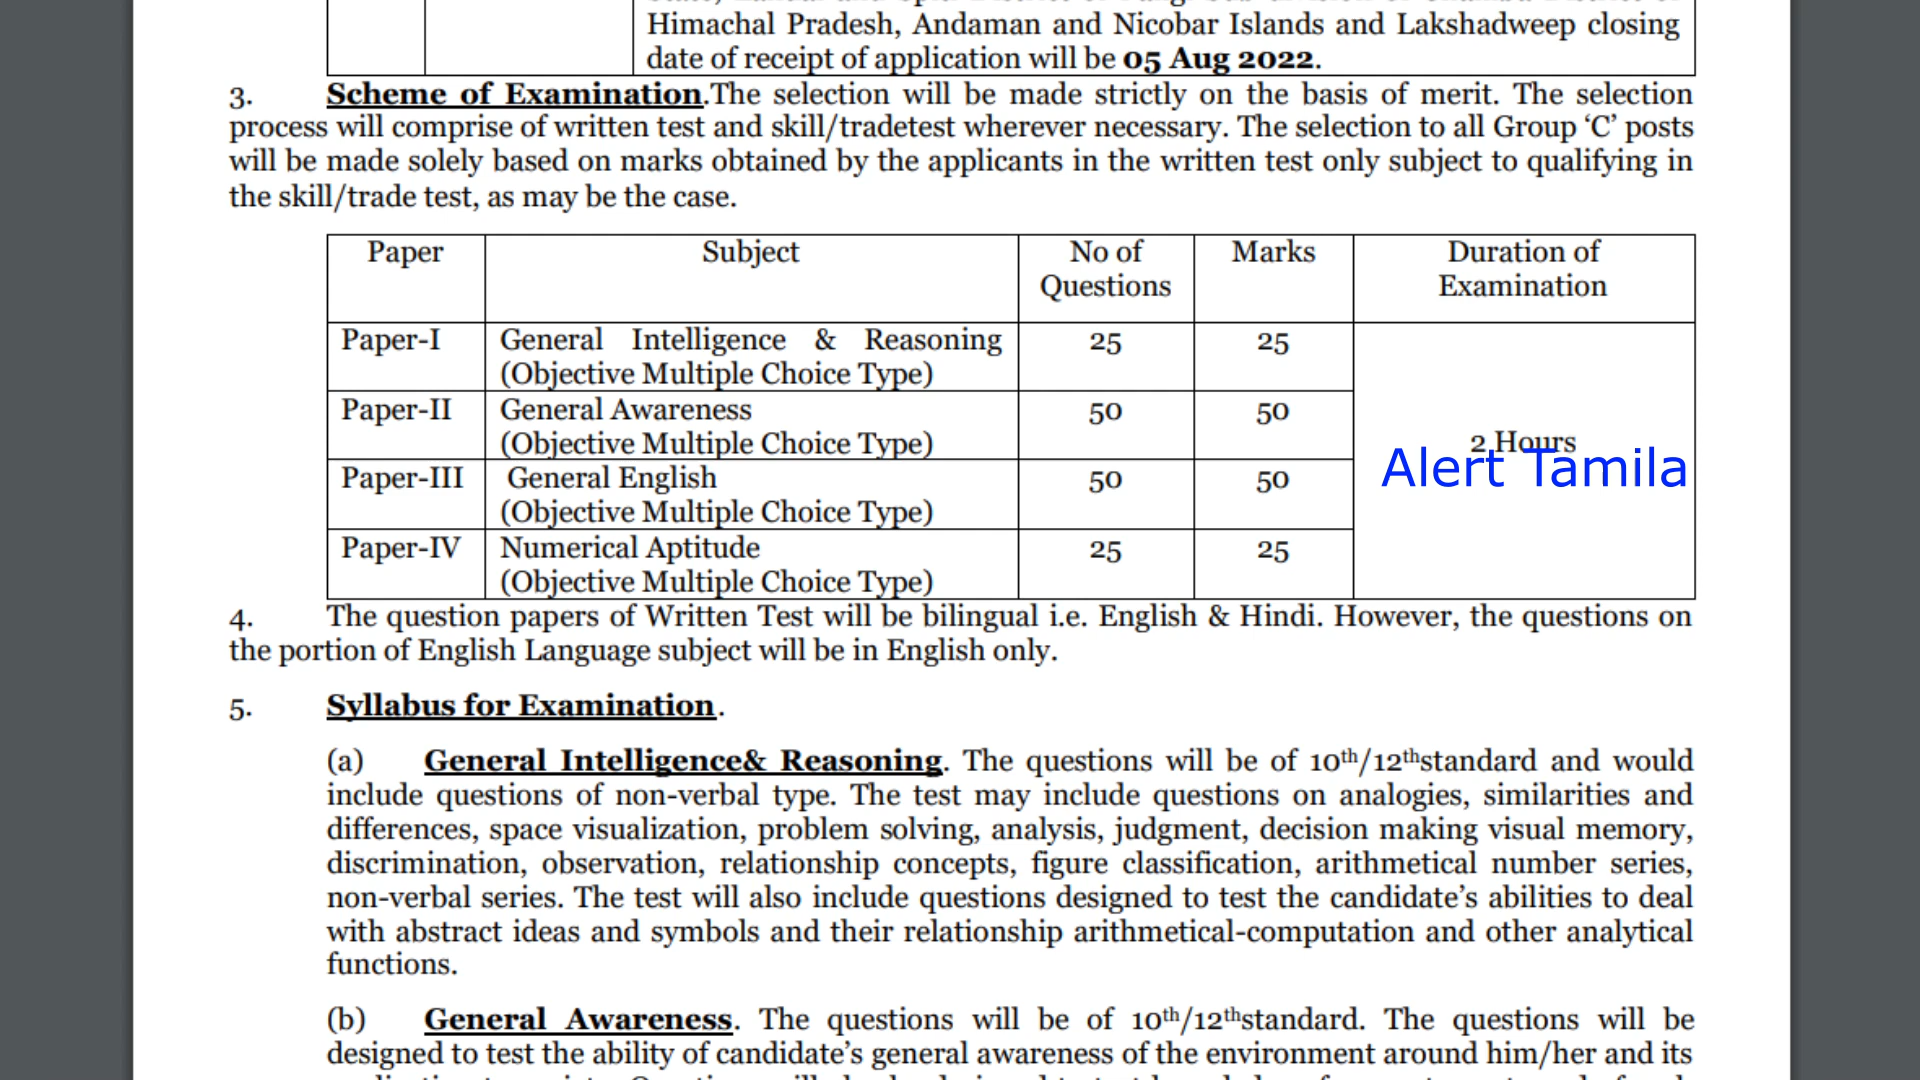 Himachal Pradesh, Andaman and Nicobar Islands and Lakshadweep closing
date of receipt of application will be 05 Aug 2022.
3. Scheme of Examination.The selection will be made strictly on the basis of merit. The selection
process will comprise of written test and skill/tradetest wherever necessary. The selection to all Group ‘C’ posts
will be made solely based on marks obtained by the applicants in the written test only subject to qualifying in
the skill/trade test, as may be the case.
Paper Subject No of Marks Duration of
Questions Examination
Paper-I General Intelligence & Reasoning 25 25
(Objective Multiple Choice Type)
Paper-II General Awareness 50 50
(Objective Multiple Choice Type)
2 Hours
Alert Tamila
Paper-III General English 50 50
(Objective Multiple Choice Type)
Paper-IV Numerical Aptitude 25 25
(Objective Multiple Choice Type)
4. The question papers of Written Test will be bilingual i.e. English & Hindi. However, the questions on
the portion of English Language subject will be in English only.
5. Syllabus for Examination.
(a) General Intelligence& Reasoning. The questions will be of 10th/12thstandard and would
include questions of non-verbal type. The test may include questions on analogies, similarities and
differences, space visualization, problem solving, analysis, judgment, decision making visual memory,
discrimination, observation, relationship concepts, figure classification, arithmetical number series,
non-verbal series. The test will also include questions designed to test the candidate’s abilities to deal
with abstract ideas and symbols and their relationship arithmetical-computation and other analytical
functions.
(b) General Awareness. The questions will be of 10th/12thstandard. The questions will be
designed to test the ability of candidate’s general awareness of the environment around him/her and its